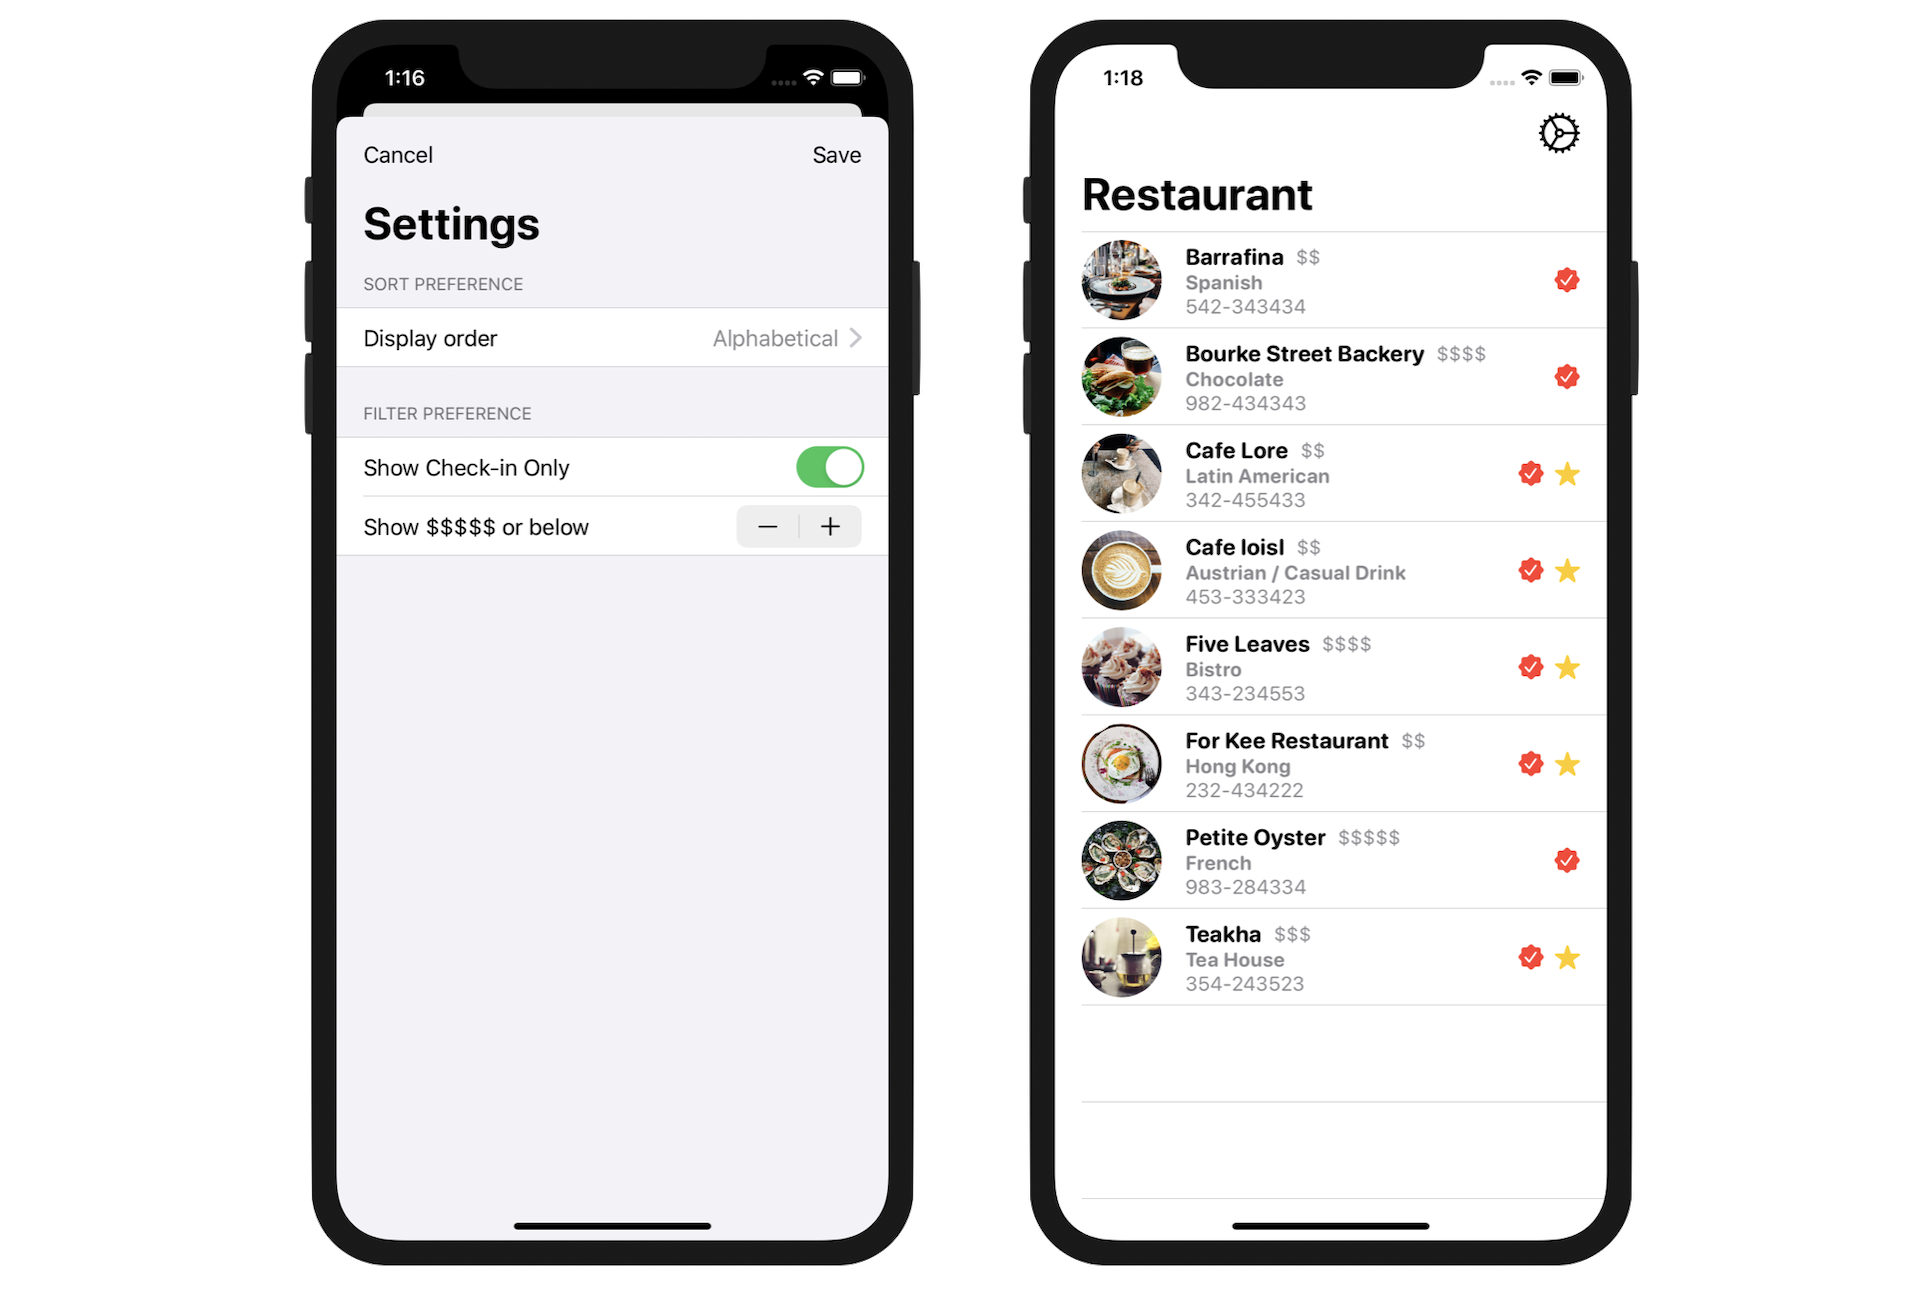 1:16
Cancel Save
Settings
SORT PREFERENCE
Display order Alphabetical
FILTER PREFERENCE
Show Check-in Only
Show $$$$$ or below − +
1:18
Restaurant
Barrafina $$
Spanish
542-343434
Bourke Street Backery $$$$
Chocolate
982-434343
Cafe Lore $$
Latin American
342-455433
Cafe loisl $$
Austrian / Casual Drink
453-333423
Five Leaves $$$$
Bistro
343-234553
For Kee Restaurant $$
Hong Kong
232-434222
Petite Oyster $$$$$
French
983-284334
Teakha $$$
Tea House
354-243523